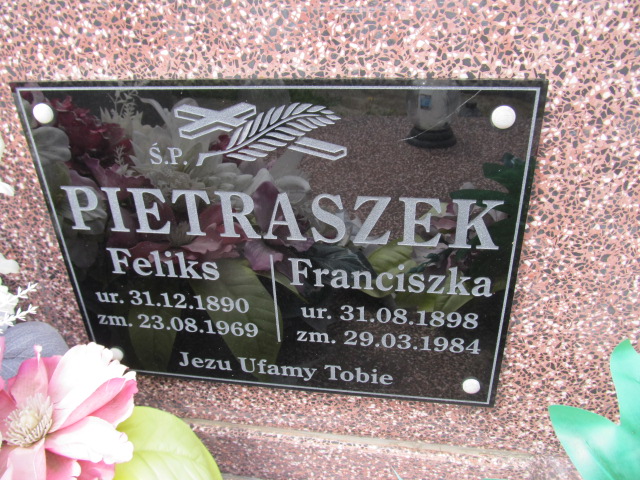 Ś.P.
PIETRASZEK
Feliks
ur. 31.12.1890
zm. 23.08.1969
Franciszka
ur. 31.08.1898
zm. 29.03.1984
Jezu Ufamy Tobie